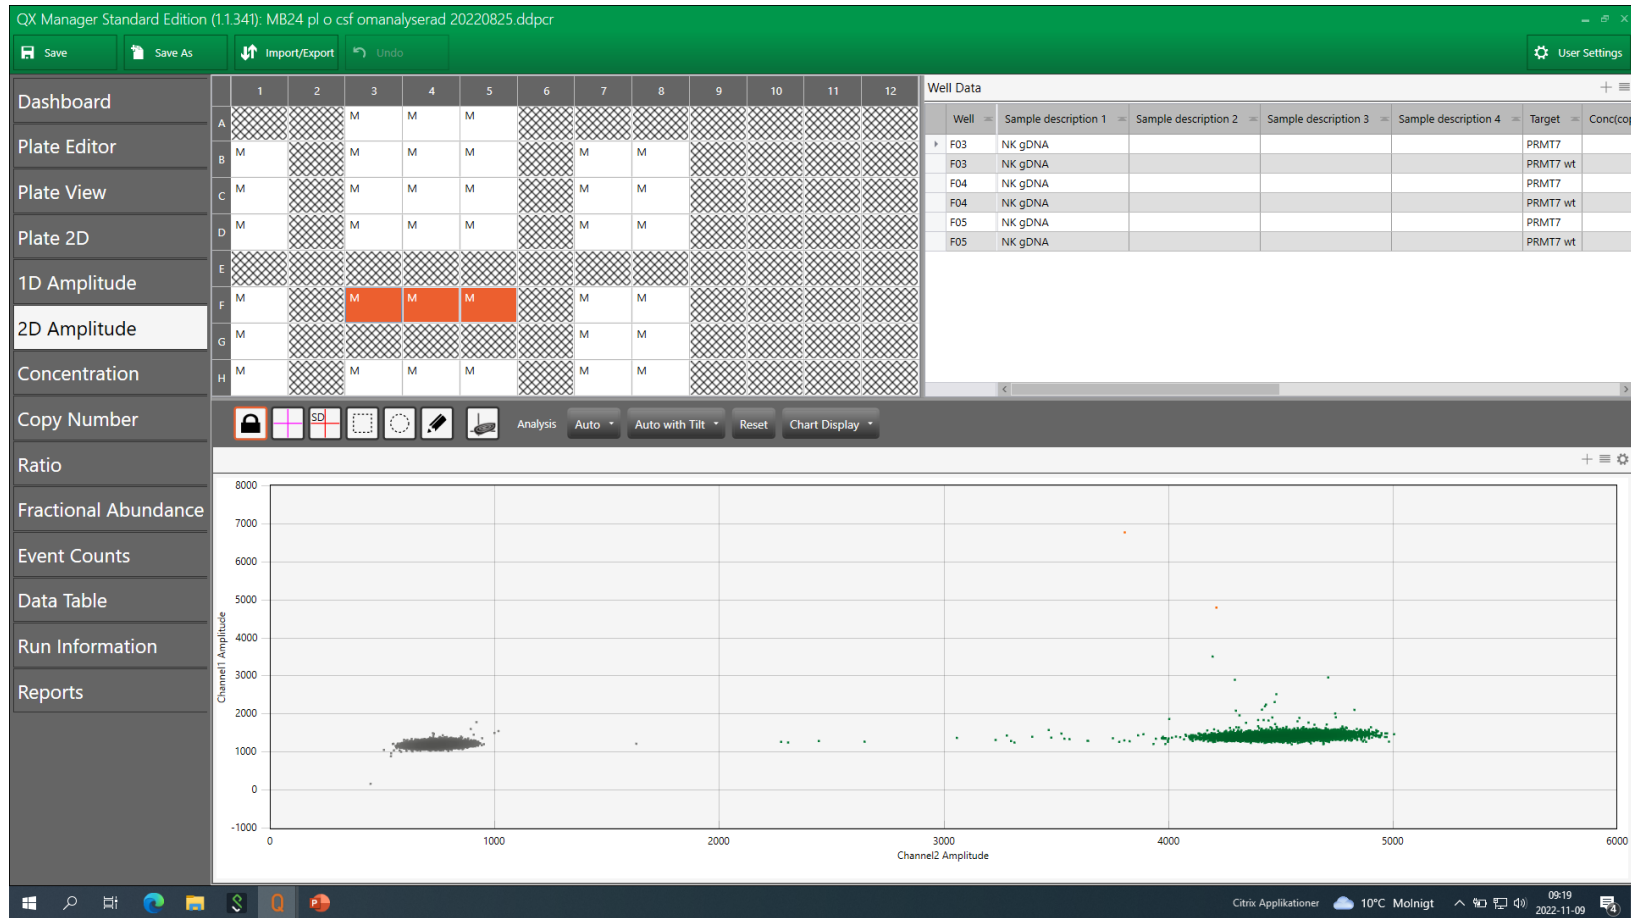 QX Manager Standard Edition (1.1.341): MB24 pl o csf omanalyserad 20220825.ddpcr
Save Save As Import/Export Undo User Settings
Dashboard
Plate Editor
Plate View
Plate 2D
1D Amplitude
2D Amplitude
Concentration
Copy Number
Ratio
Fractional Abundance
Event Counts
Data Table
Run Information
Reports
1 2 3 4 5 6 7 8 9 10 11 12
A M M M
B M M M M M M
C M M M M M M
D M M M M M M
E
F M M M M M M
G M M M
H M M M M M M
Well Data
Well Sample description 1 Sample description 2 Sample description 3 Sample description 4 Target Conc(cop
F03 NK gDNA PRMT7
F03 NK gDNA PRMT7 wt
F04 NK gDNA PRMT7
F04 NK gDNA PRMT7 wt
F05 NK gDNA PRMT7
F05 NK gDNA PRMT7 wt
SD Analysis Auto Auto with Tilt Reset Chart Display
Channel1 Amplitude
8000
7000
6000
5000
4000
3000
2000
1000
0
-1000
0 1000 2000 3000 4000 5000 6000
Channel2 Amplitude
Citrix Applikationer 10°C Molnigt 09:19
2022-11-09
4